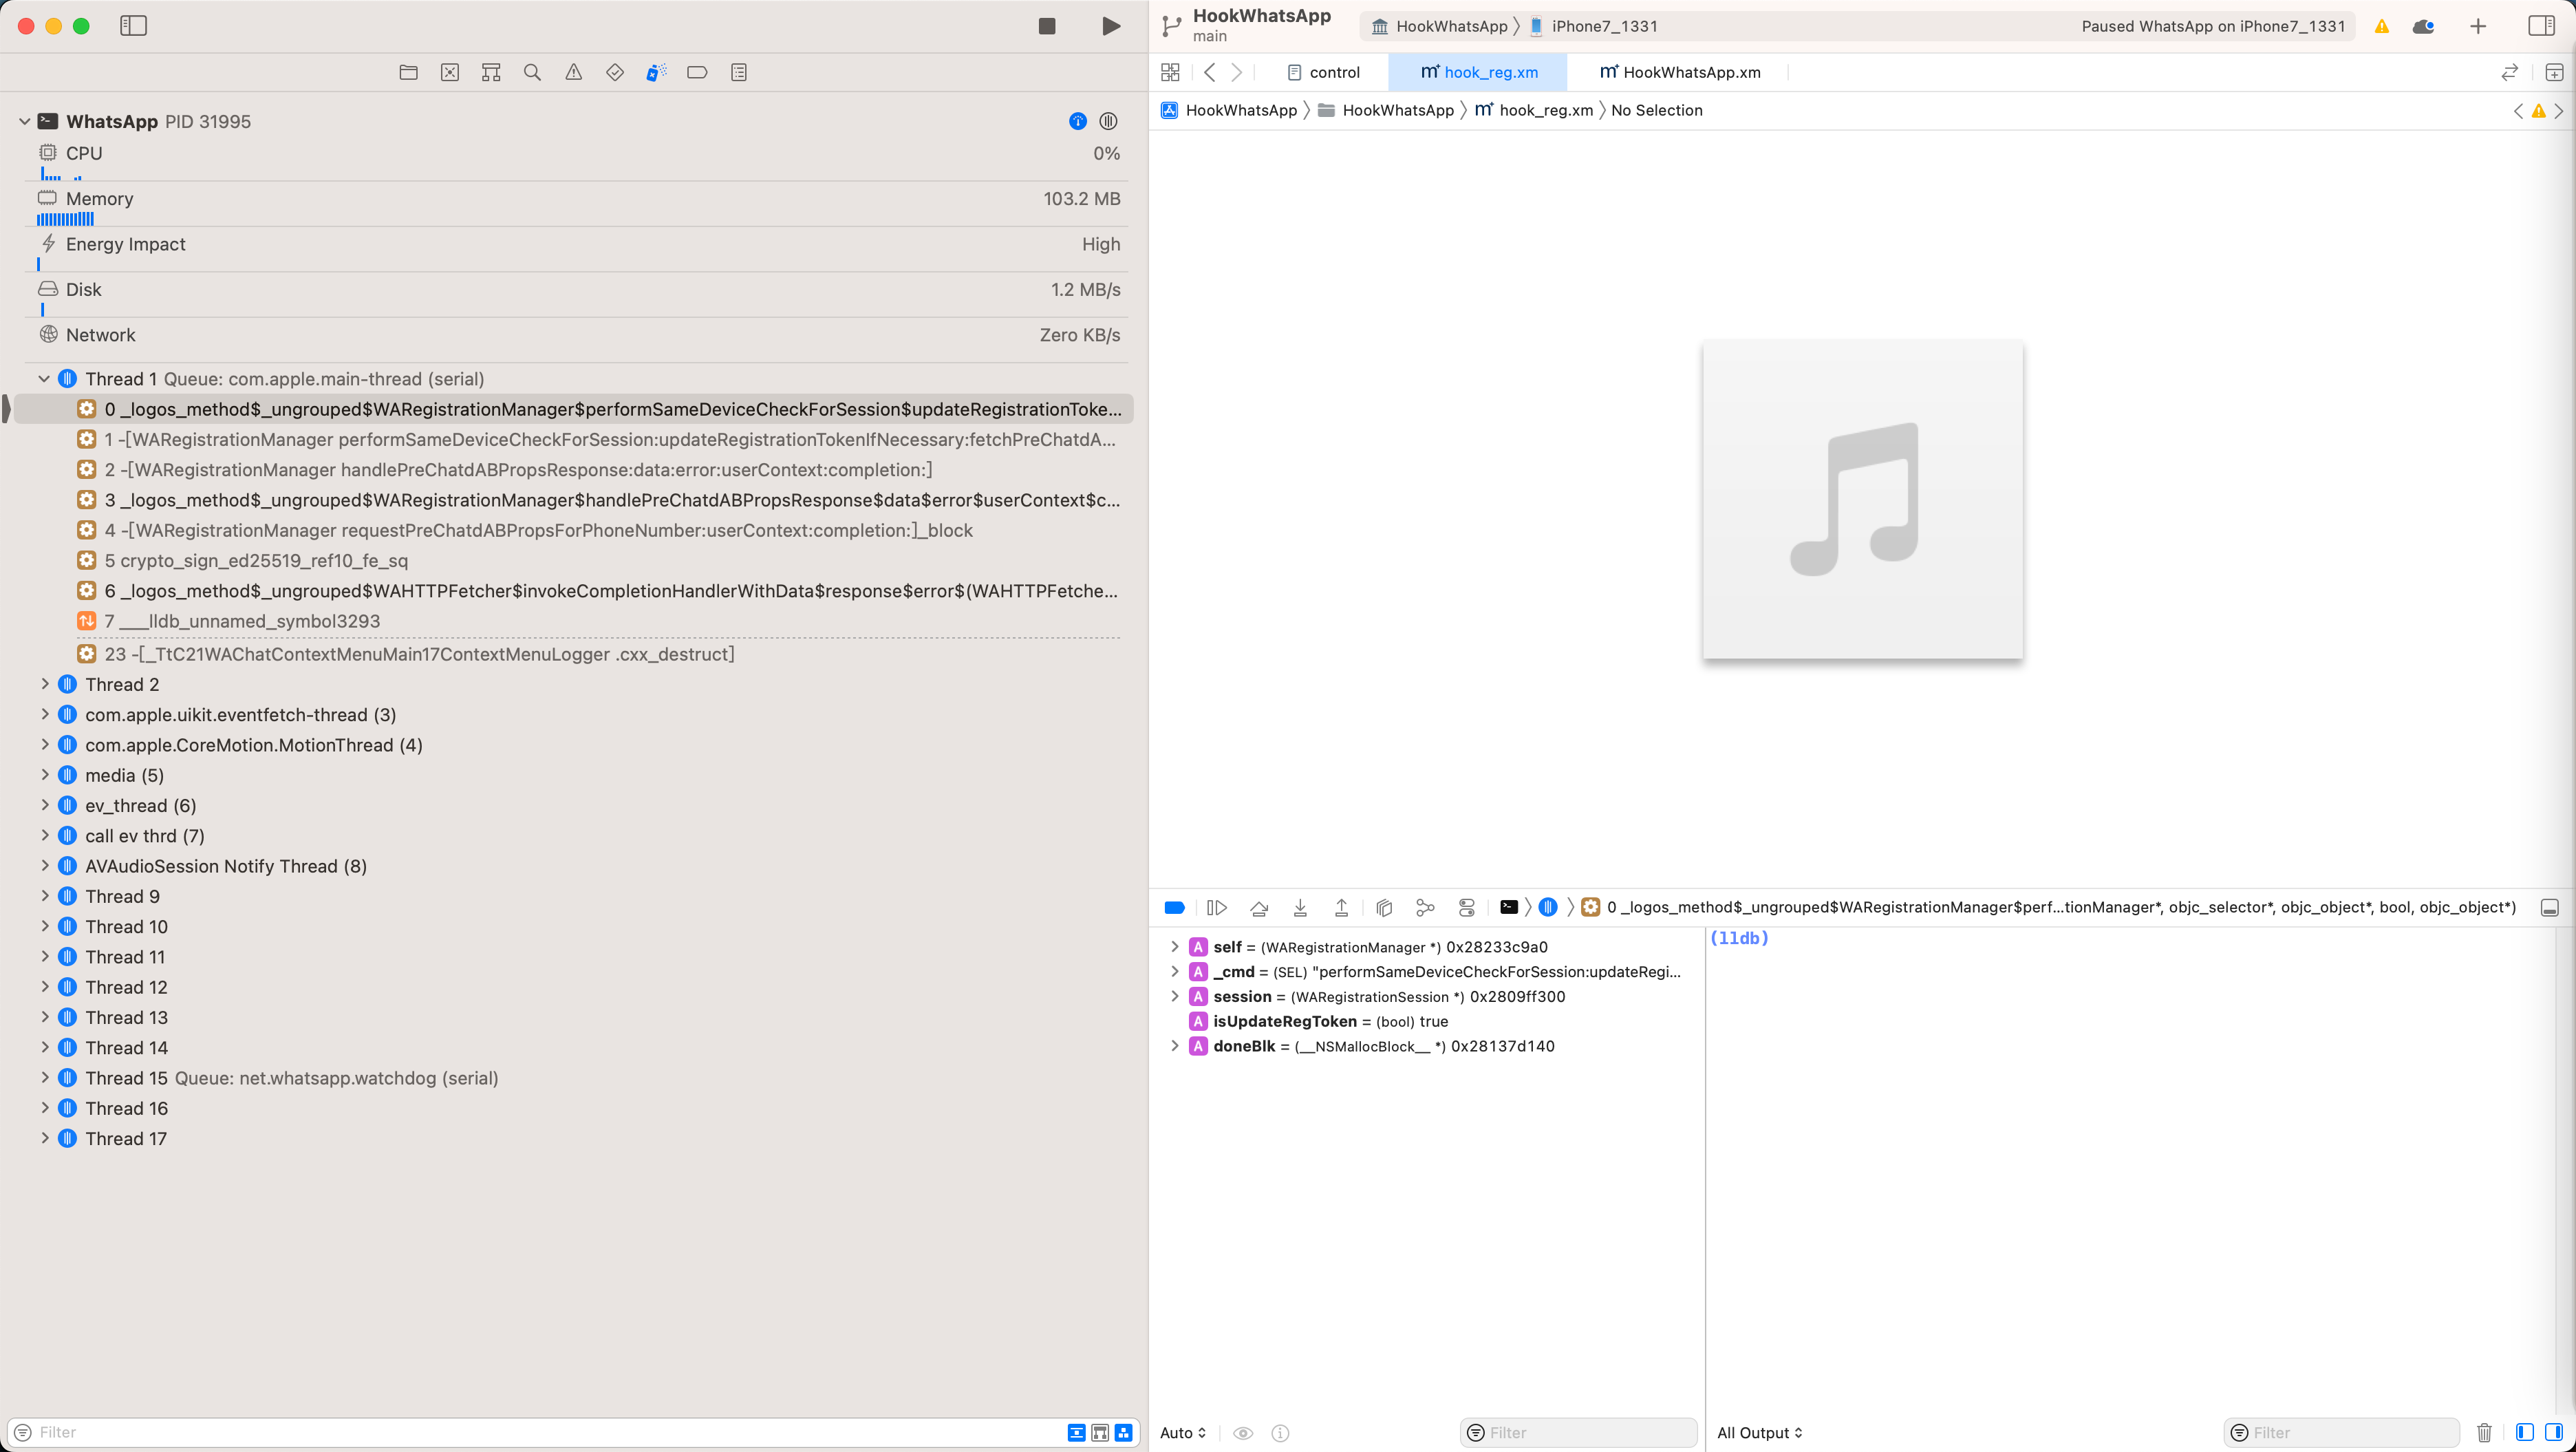 HookWhatsApp
main
HookWhatsApp
iPhone7_1331
Paused WhatsApp on iPhone7_1331
control
hook_reg.xm
HookWhatsApp.xm
HookWhatsApp
HookWhatsApp
hook_reg.xm
No Selection
WhatsApp PID 31995
CPU
0%
Memory
103.2 MB
Energy Impact
High
Disk
1.2 MB/s
Network
Zero KB/s
Thread 1 Queue: com.apple.main-thread (serial)
0 _logos_method$_ungrouped$WARegistrationManager$performSameDeviceCheckForSession$updateRegistrationToke...
1 -[WARegistrationManager performSameDeviceCheckForSession:updateRegistrationTokenIfNecessary:fetchPreChatdA...
2 -[WARegistrationManager handlePreChatdABPropsResponse:data:error:userContext:completion:]
3 _logos_method$_ungrouped$WARegistrationManager$handlePreChatdABPropsResponse$data$error$userContext$c...
4 -[WARegistrationManager requestPreChatdABPropsForPhoneNumber:userContext:completion:]_block
5 crypto_sign_ed25519_ref10_fe_sq
6 _logos_method$_ungrouped$WAHTTPFetcher$invokeCompletionHandlerWithData$response$error$(WAHTTPFetche...
7 ___lldb_unnamed_symbol3293
23 -[_TtC21WAChatContextMenuMain17ContextMenuLogger .cxx_destruct]
Thread 2
com.apple.uikit.eventfetch-thread (3)
com.apple.CoreMotion.MotionThread (4)
media (5)
ev_thread (6)
call ev thrd (7)
AVAudioSession Notify Thread (8)
Thread 9
Thread 10
Thread 11
Thread 12
Thread 13
Thread 14
Thread 15 Queue: net.whatsapp.watchdog (serial)
Thread 16
Thread 17
Filter
0 _logos_method$_ungrouped$WARegistrationManager$perf...tionManager*, objc_selector*, objc_object*, bool, objc_object*)
self = (WARegistrationManager *) 0x28233c9a0
_cmd = (SEL) "performSameDeviceCheckForSession:updateRegi...
session = (WARegistrationSession *) 0x2809ff300
isUpdateRegToken = (bool) true
doneBlk = (__NSMallocBlock__ *) 0x28137d140
(lldb)
Auto
Filter
All Output
Filter